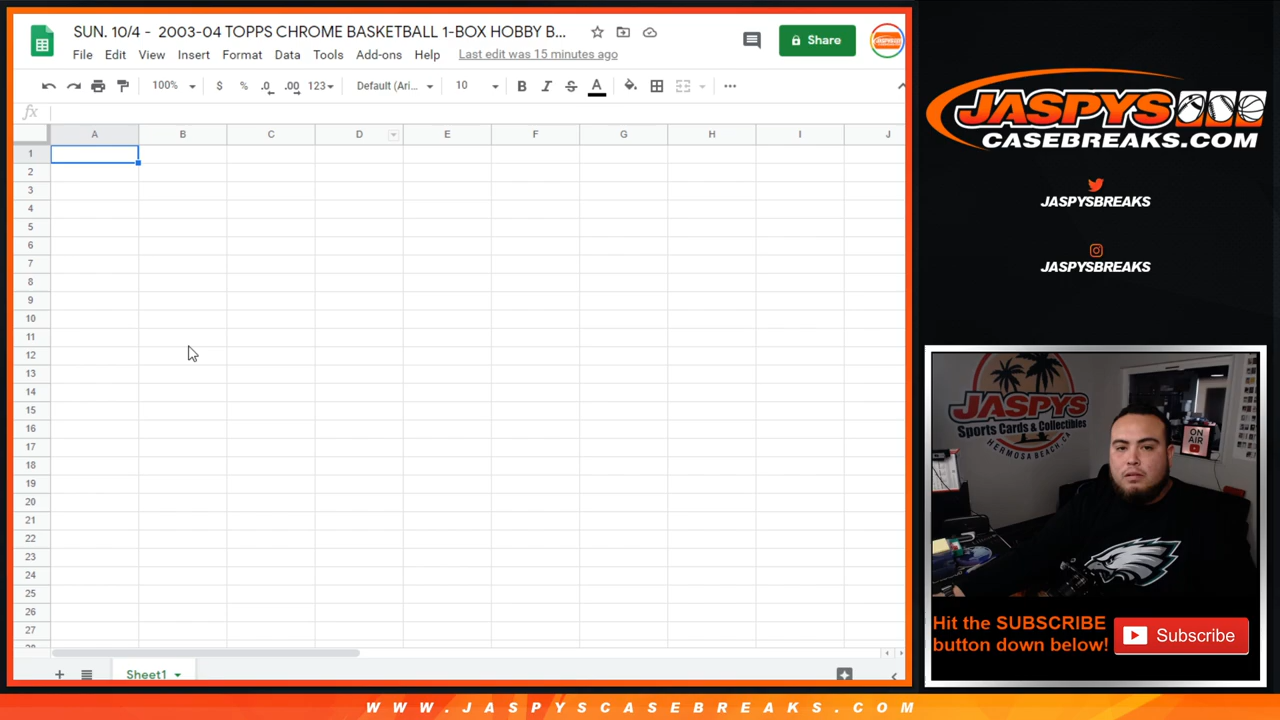 SUN. 10/4 - 2003-04 TOPPS CHROME BASKETBALL 1-BOX HOBBY B...
Share
File Edit View Insert Format Data Tools Add-ons Help Last edit was 15 minutes ago
100% $ % .0 .00 123 Default (Ari... 10 B I S A
fx
A B C D E F G H I J
1
2
3
4
5
6
7
8
9
10
11
12
13
14
15
16
17
18
19
20
21
22
23
24
25
26
27
28
Sheet1
JASPYS
CASEBREAKS.COM
JASPYSBREAKS
JASPYSBREAKS
JASPYS
Sports Cards & Collectibles
HERMOSA BEACH, CA
ON
AIR
Hit the SUBSCRIBE
button down below!
Subscribe
WWW.JASPYSCASEBREAKS.COM